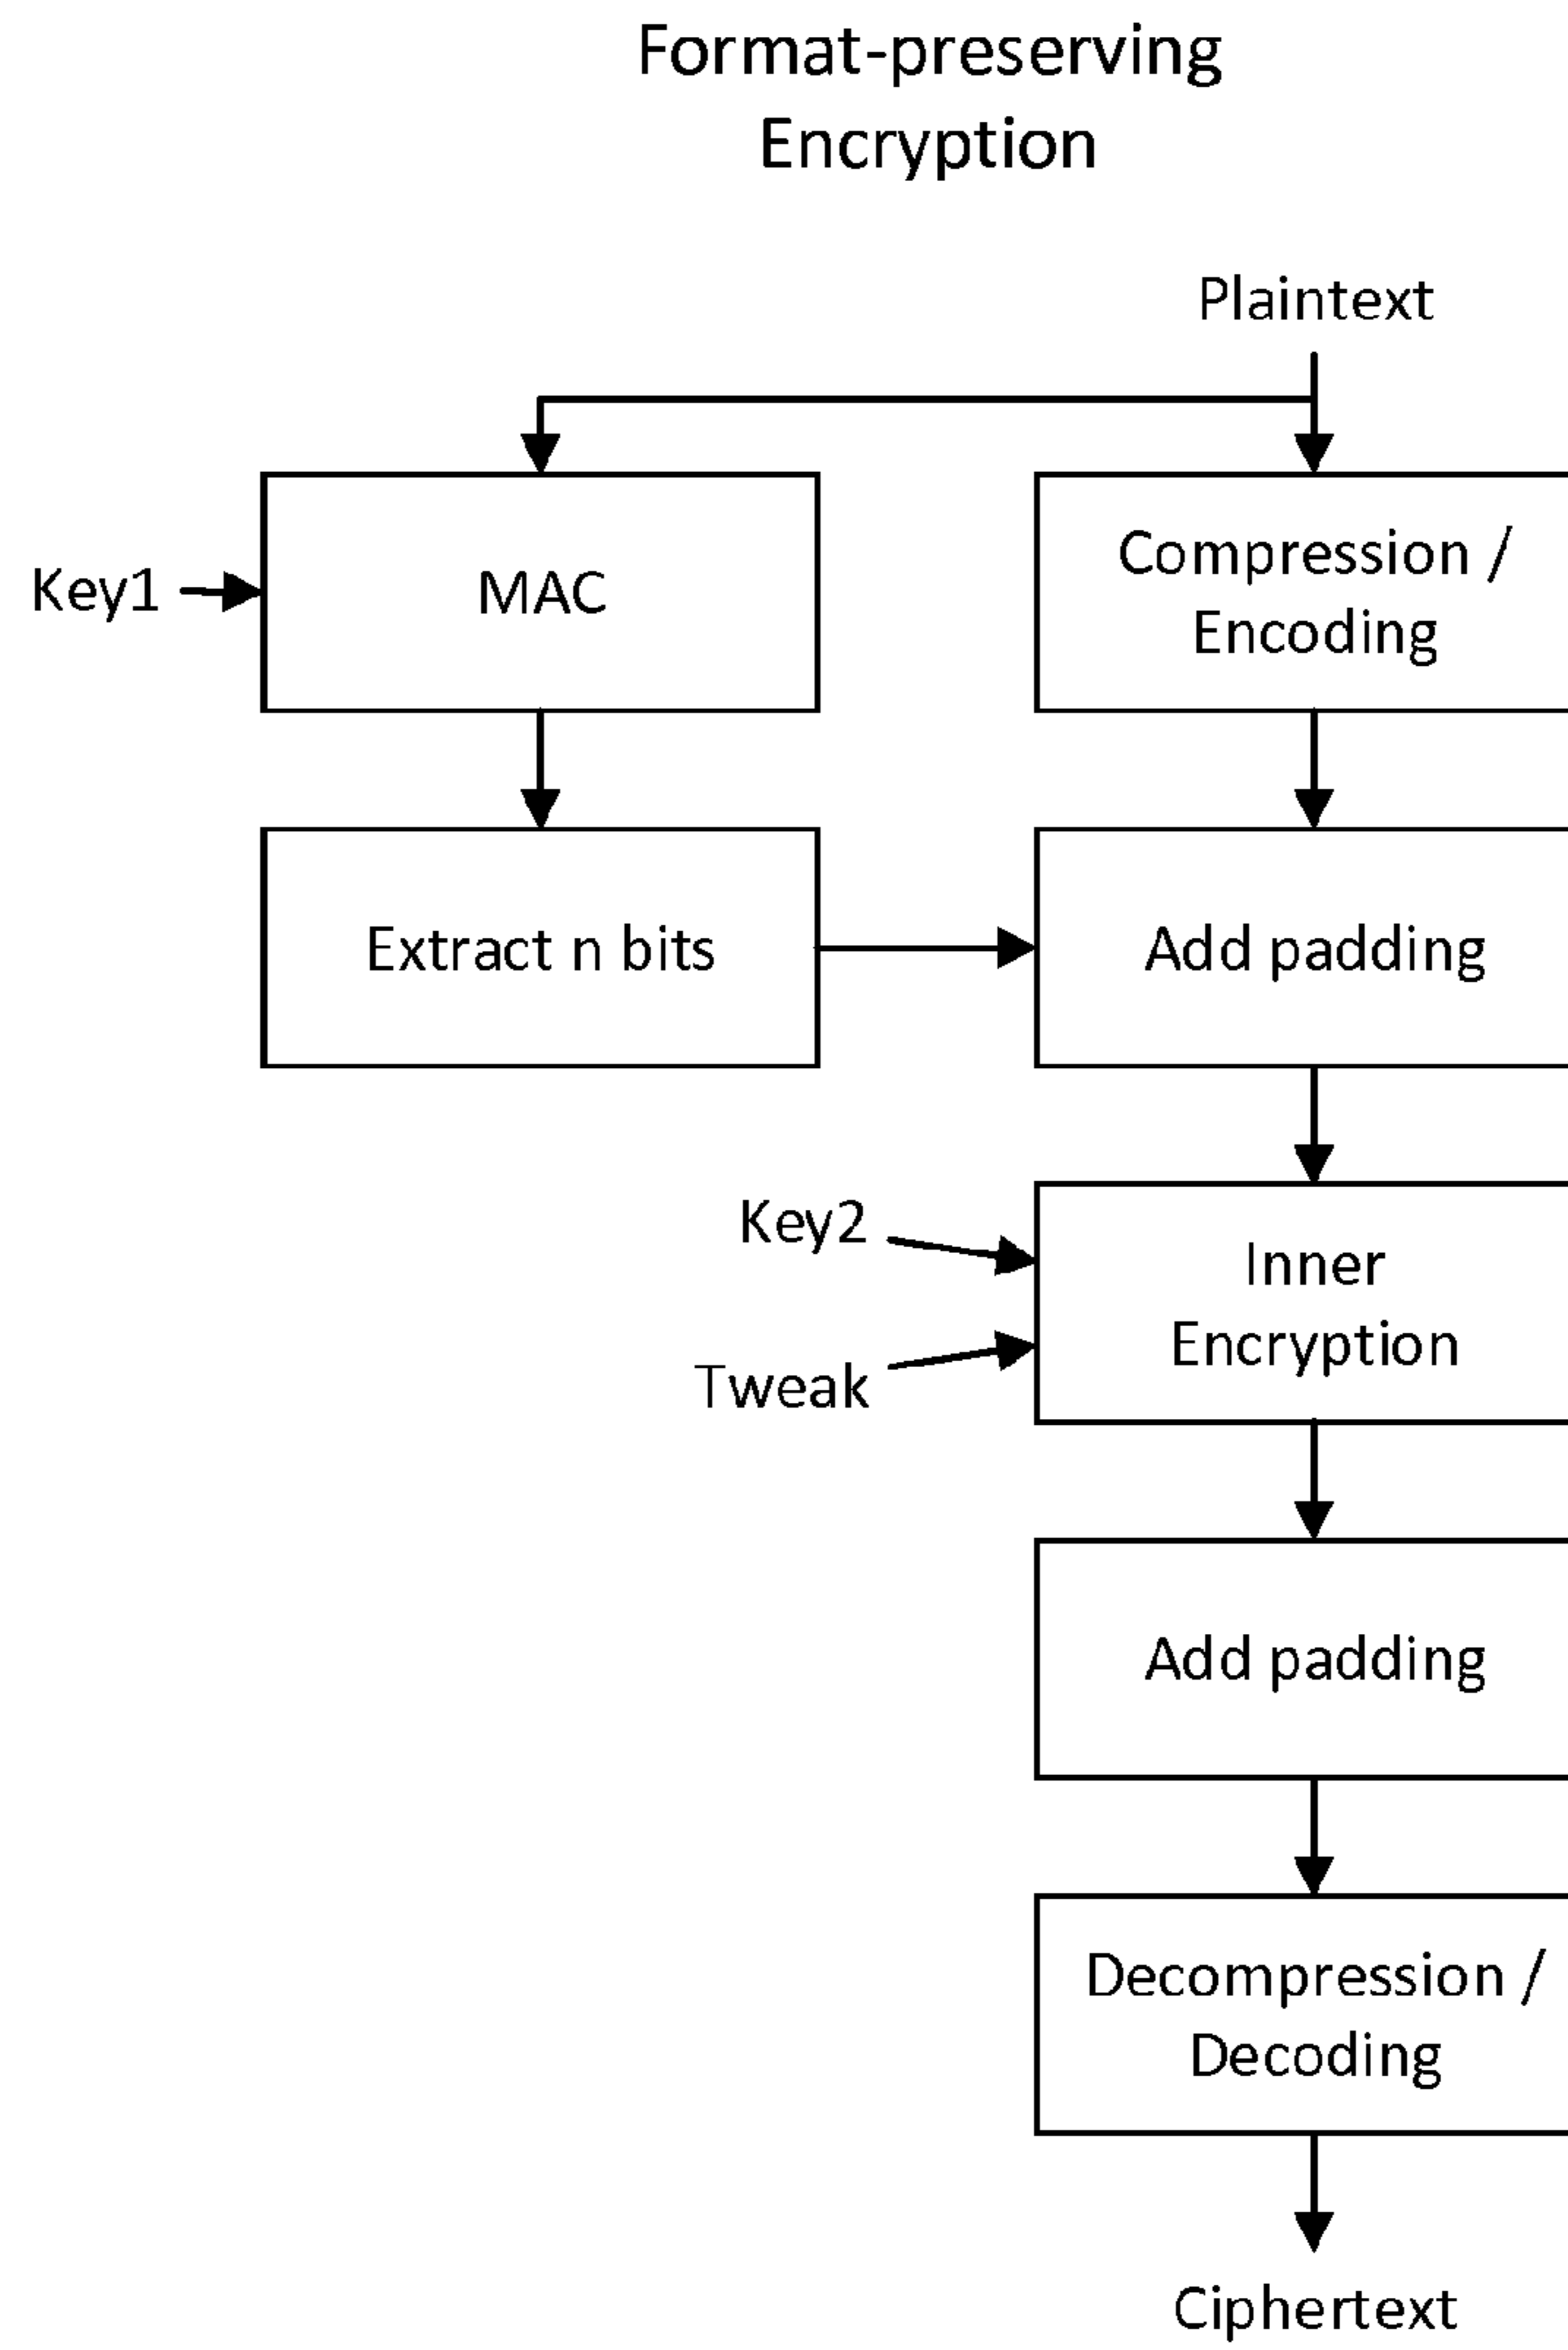 Format-preserving
Encryption
Plaintext
Key1
MAC
Compression /
Encoding
Extract n bits
Add padding
Key2
Tweak
Inner
Encryption
Add padding
Decompression /
Decoding
Ciphertext